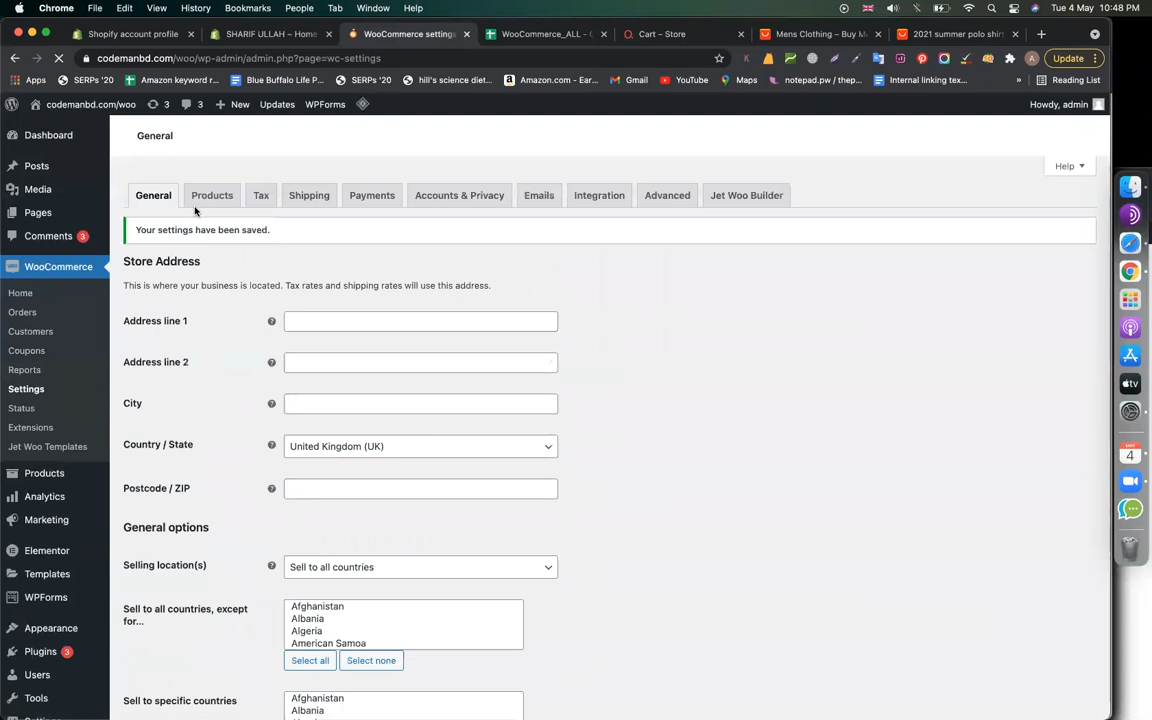 Chrome File Edit View History Bookmarks People Tab Window Help Tue 4 May 10:48 PM
Shopify account profile SHARIF ULLAH ~ Home WooCommerce settings WooCommerce_ALL - Cart – Store Mens Clothing – Buy M 2021 summer polo shirt
codemanbd.com/woo/wp-admin/admin.php?page=wc-settings Update
Apps SERPs '20 Amazon keyword r... Blue Buffalo Life P... SERPs '20 hill's science diet... Amazon.com - Ear... Gmail YouTube Maps notepad.pw / thep... Internal linking tex... » Reading List
codemanbd.com/woo 3 3 New Updates WPForms Howdy, admin
Dashboard
Posts
Media
Pages
Comments 3
WooCommerce
Home
Orders
Customers
Coupons
Reports
Settings
Status
Extensions
Jet Woo Templates
Products
Analytics
Marketing
Elementor
Templates
WPForms
Appearance
Plugins 3
Users
Tools
General
Help
General Products Tax Shipping Payments Accounts & Privacy Emails Integration Advanced Jet Woo Builder
Your settings have been saved.
Store Address
This is where your business is located. Tax rates and shipping rates will use this address.
Address line 1
Address line 2
City
Country / State United Kingdom (UK)
Postcode / ZIP
General options
Selling location(s) Sell to all countries
Sell to all countries, except for...
Afghanistan
Albania
Algeria
American Samoa
Select all Select none
Sell to specific countries
Afghanistan
Albania